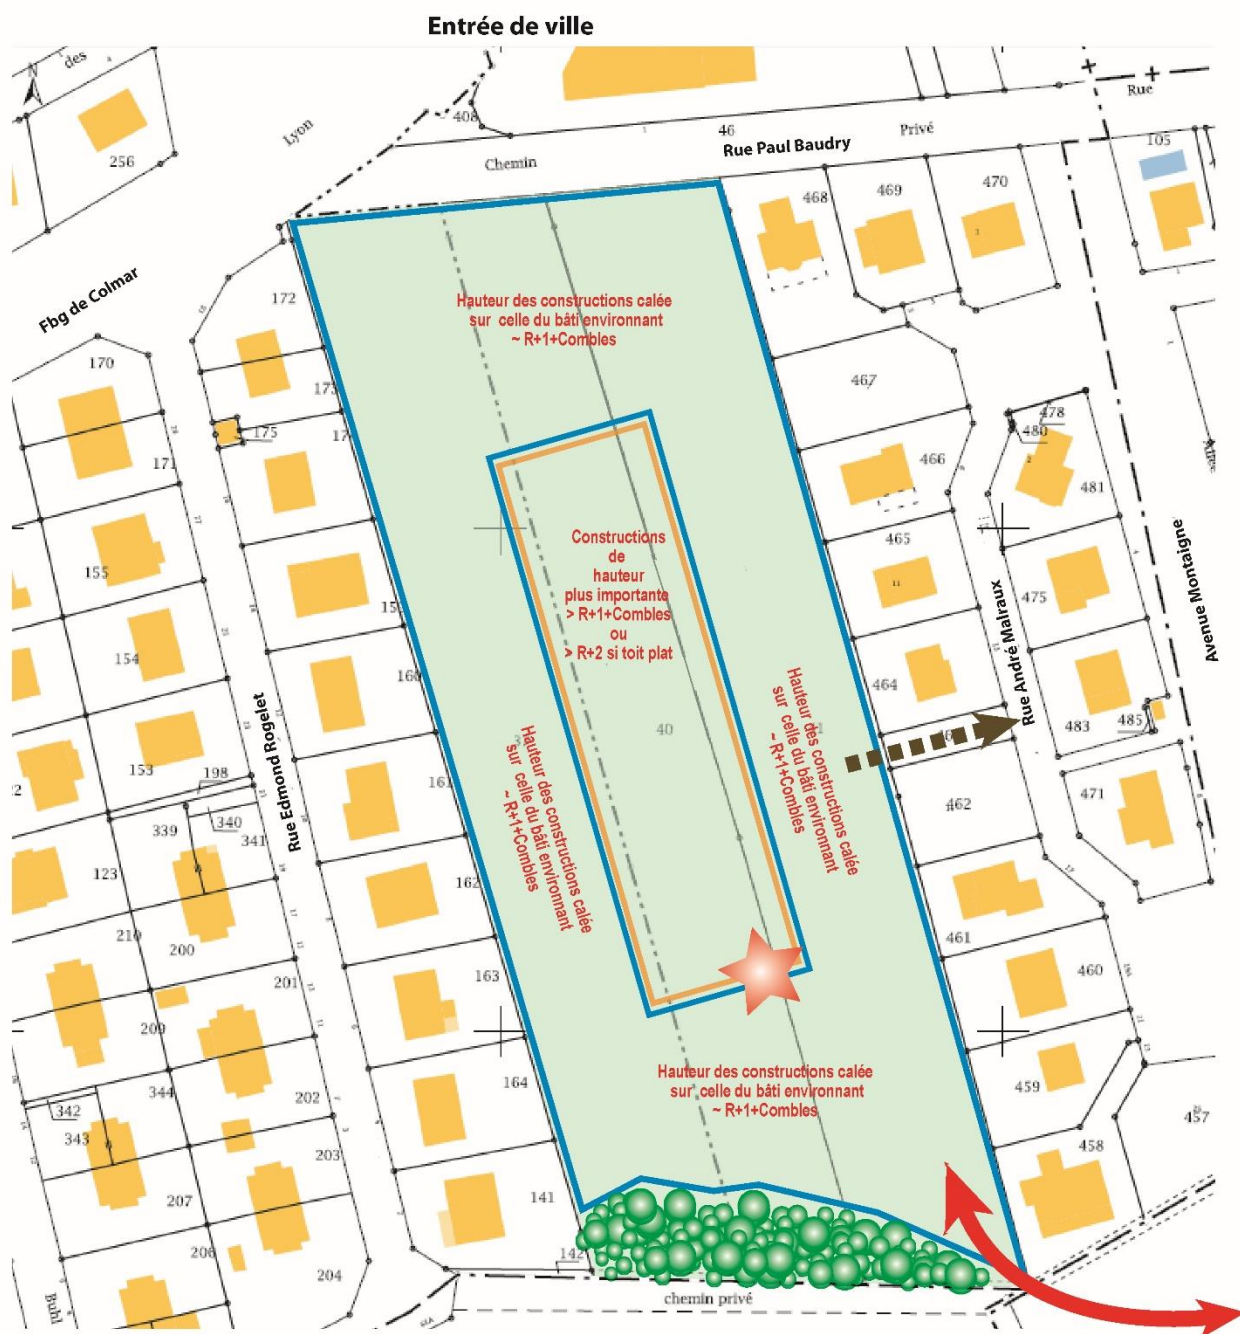 Entrée de ville
N
des
Lyon
256
408
1
46
Privé
Rue
Chemin
Rue Paul Baudry
105
468
469
470
172
Fbg de Colmar
170
173
175
171
467
478
480
466
481
465
11
475
155
154
153
198
160
161
162
163
164
141
142
464
483
485
462
471
461
460
459
458
457
339
340
341
123
210
200
201
209
344
202
342
343
203
207
206
204
Hauteur des constructions calée
sur celle du bâti environnant
~ R+1+Combles
Constructions
de
hauteur
plus importante
> R+1+Combles
ou
> R+2 si toit plat
40
Hauteur des constructions calée
sur celle du bâti environnant
~ R+1+Combles
Hauteur des constructions calée
sur celle du bâti environnant
~ R+1+Combles
Hauteur des constructions calée
sur celle du bâti environnant
~ R+1+Combles
Rue Edmond Rogelet
Rue André Malraux
Avenue Montaigne
Buhl
chemin privé